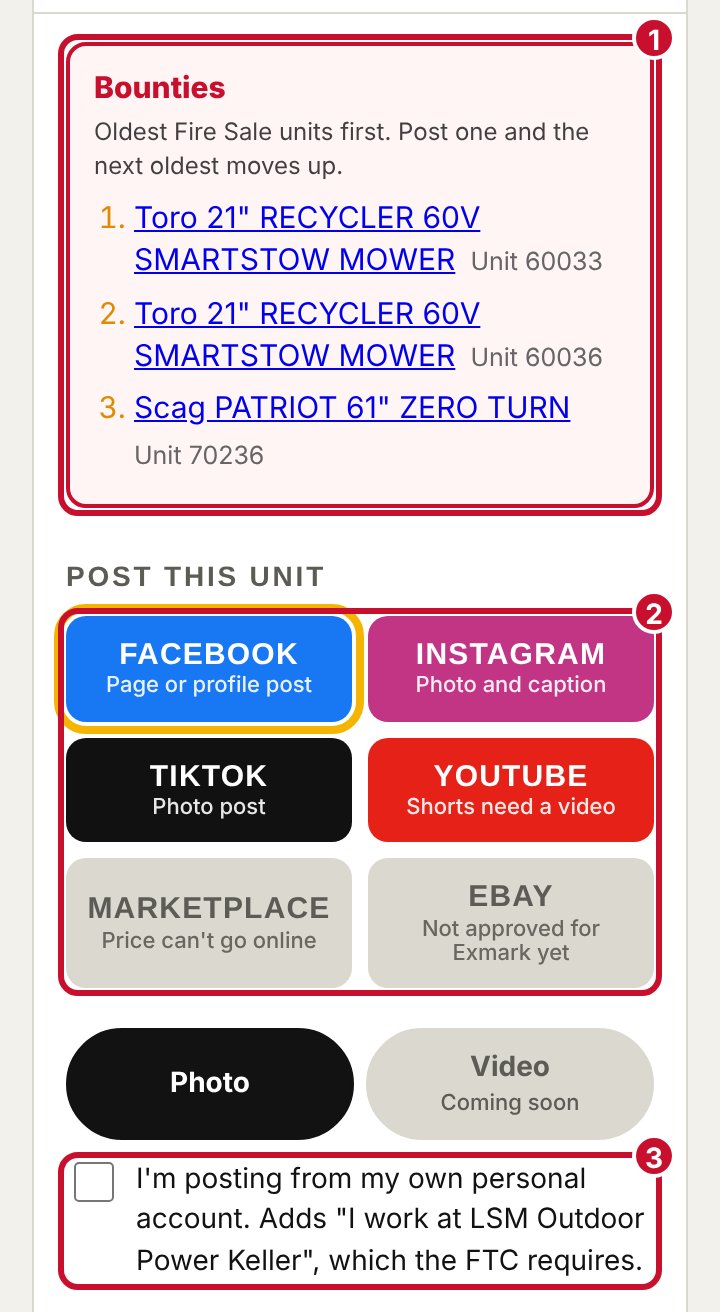 1
Bounties
Oldest Fire Sale units first. Post one and the
next oldest moves up.
1. Toro 21" RECYCLER 60V
SMARTSTOW MOWER Unit 60033
2. Toro 21" RECYCLER 60V
SMARTSTOW MOWER Unit 60036
3. Scag PATRIOT 61" ZERO TURN
Unit 70236
POST THIS UNIT
2
FACEBOOK
Page or profile post
INSTAGRAM
Photo and caption
TIKTOK
Photo post
YOUTUBE
Shorts need a video
MARKETPLACE
Price can't go online
EBAY
Not approved for
Exmark yet
Photo
Video
Coming soon
3
I'm posting from my own personal
account. Adds "I work at LSM Outdoor
Power Keller", which the FTC requires.